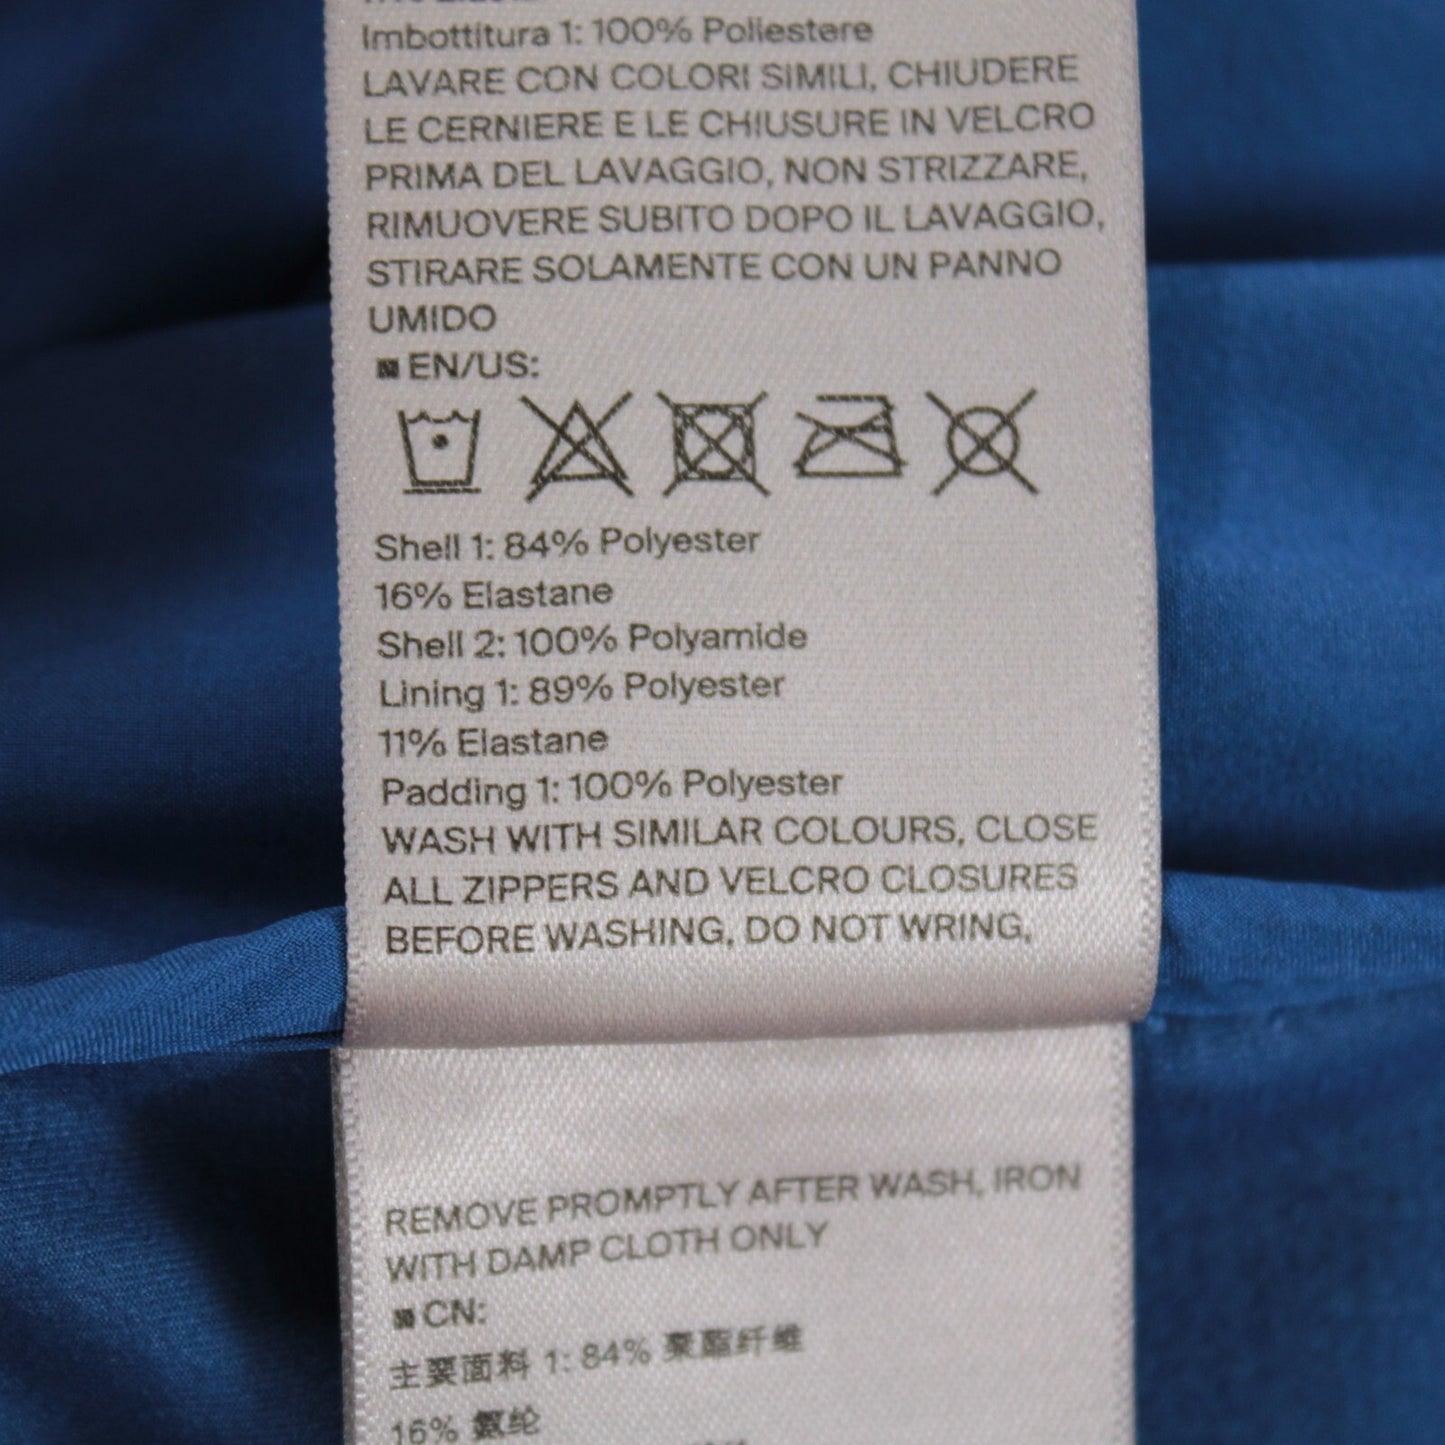 Imbottitura 1: 100% Poliestere
LAVARE CON COLORI SIMILI, CHIUDERE
LE CERNIERE E LE CHIUSURE IN VELCRO
PRIMA DEL LAVAGGIO, NON STRIZZARE,
RIMUOVERE SUBITO DOPO IL LAVAGGIO,
STIRARE SOLAMENTE CON UN PANNO
UMIDO
EN/US:
Shell 1: 84% Polyester
16% Elastane
Shell 2: 100% Polyamide
Lining 1: 89% Polyester
11% Elastane
Padding 1: 100% Polyester
WASH WITH SIMILAR COLOURS, CLOSE
ALL ZIPPERS AND VELCRO CLOSURES
BEFORE WASHING, DO NOT WRING,
REMOVE PROMPTLY AFTER WASH, IRON
WITH DAMP CLOTH ONLY
CN:
主要面料 1: 84% 聚酯纤维
16% 氨纶